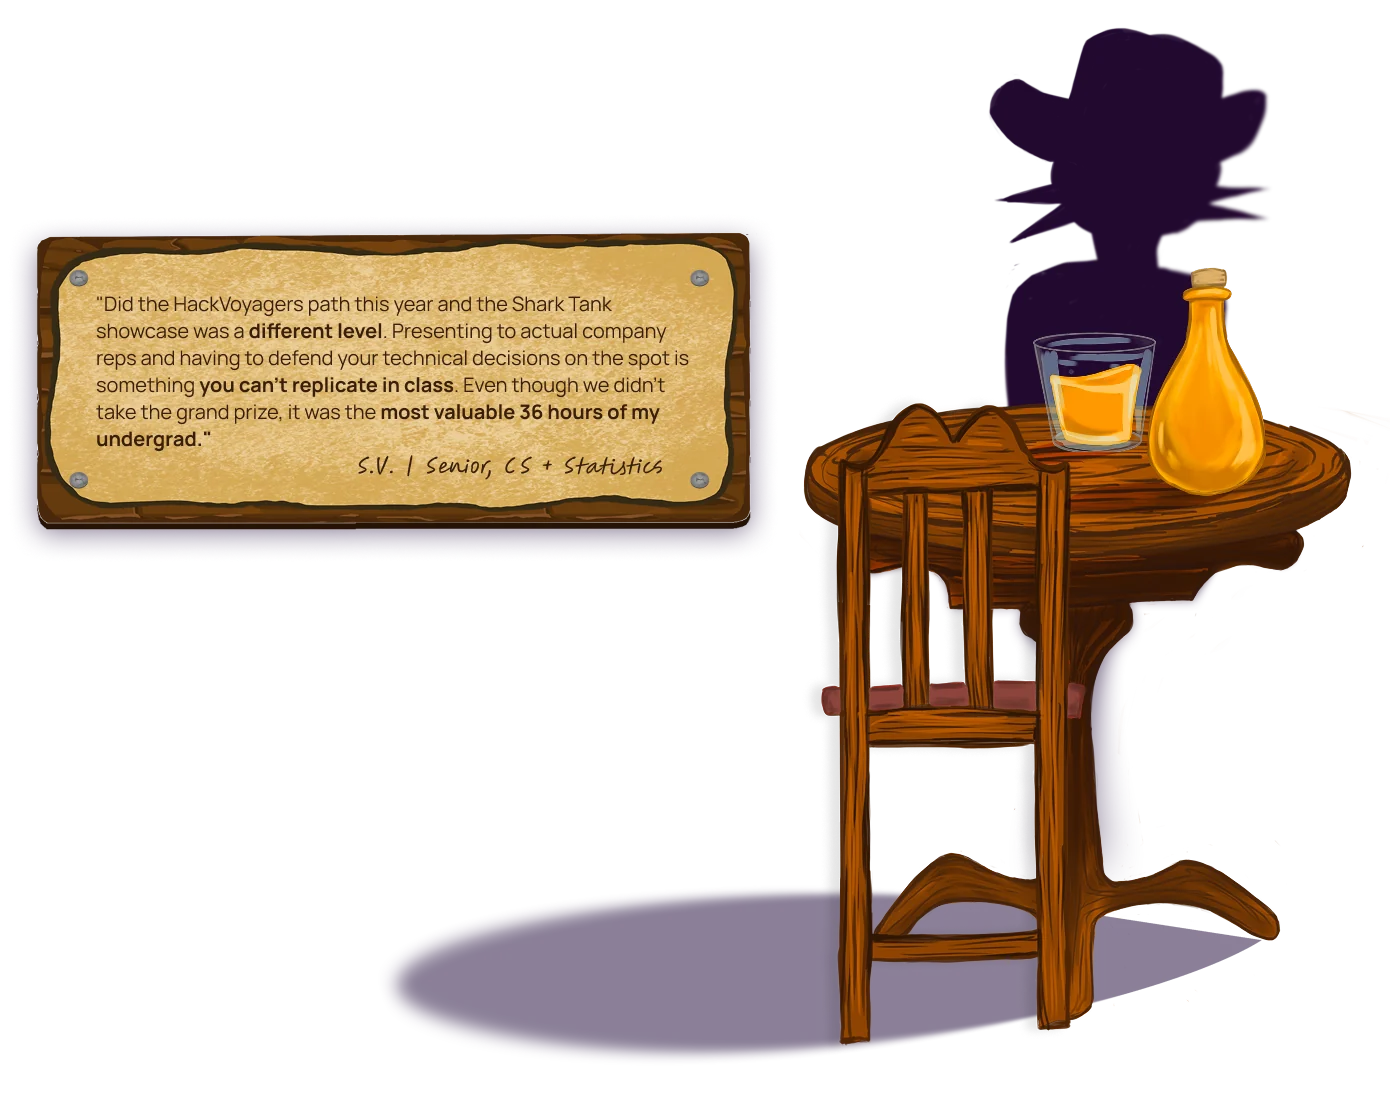 "Did the HackVoyagers path this year and the Shark Tank
showcase was a different level. Presenting to actual company
reps and having to defend your technical decisions on the spot is
something you can't replicate in class. Even though we didn't
take the grand prize, it was the most valuable 36 hours of my
undergrad."
S.V. | Senior, CS + Statistics